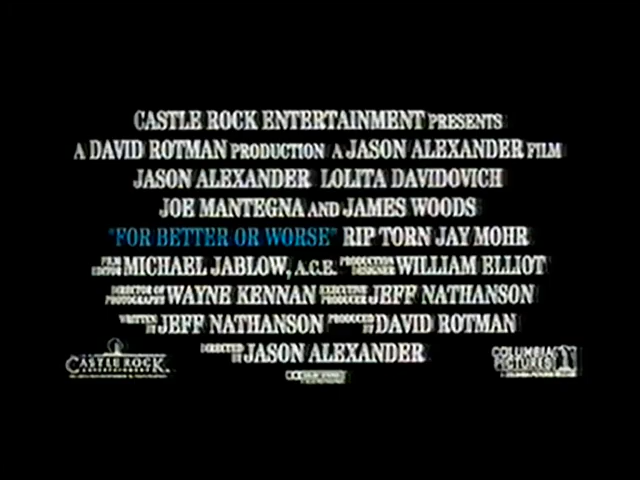 CASTLE ROCK ENTERTAINMENT PRESENTS
A DAVID ROTMAN PRODUCTION A JASON ALEXANDER FILM
JASON ALEXANDER LOLITA DAVIDOVICH
JOE MANTEGNA AND JAMES WOODS
"FOR BETTER OR WORSE" RIP TORN JAY MOHR
FILM EDITOR MICHAEL JABLOW, A.C.E. PRODUCTION DESIGNER WILLIAM ELLIOT
DIRECTOR OF PHOTOGRAPHY WAYNE KENNAN EXECUTIVE PRODUCER JEFF NATHANSON
WRITTEN BY JEFF NATHANSON PRODUCED BY DAVID ROTMAN
DIRECTED BY JASON ALEXANDER
CASTLE ROCK
ENTERTAINMENT
COLUMBIA
PICTURES